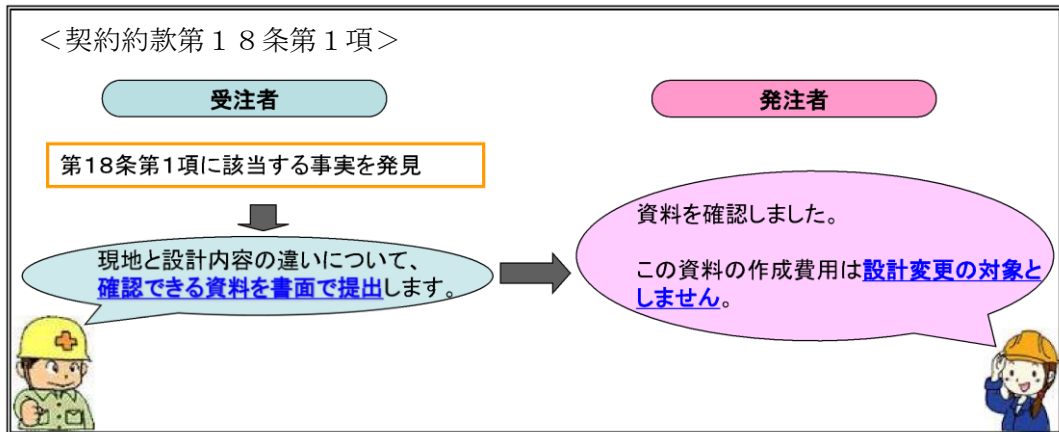 ＜契約約款第１８条第１項＞
受注者
発注者
第18条第1項に該当する事実を発見
現地と設計内容の違いについて、
確認できる資料を書面で提出します。
資料を確認しました。
この資料の作成費用は設計変更の対象と
しません。